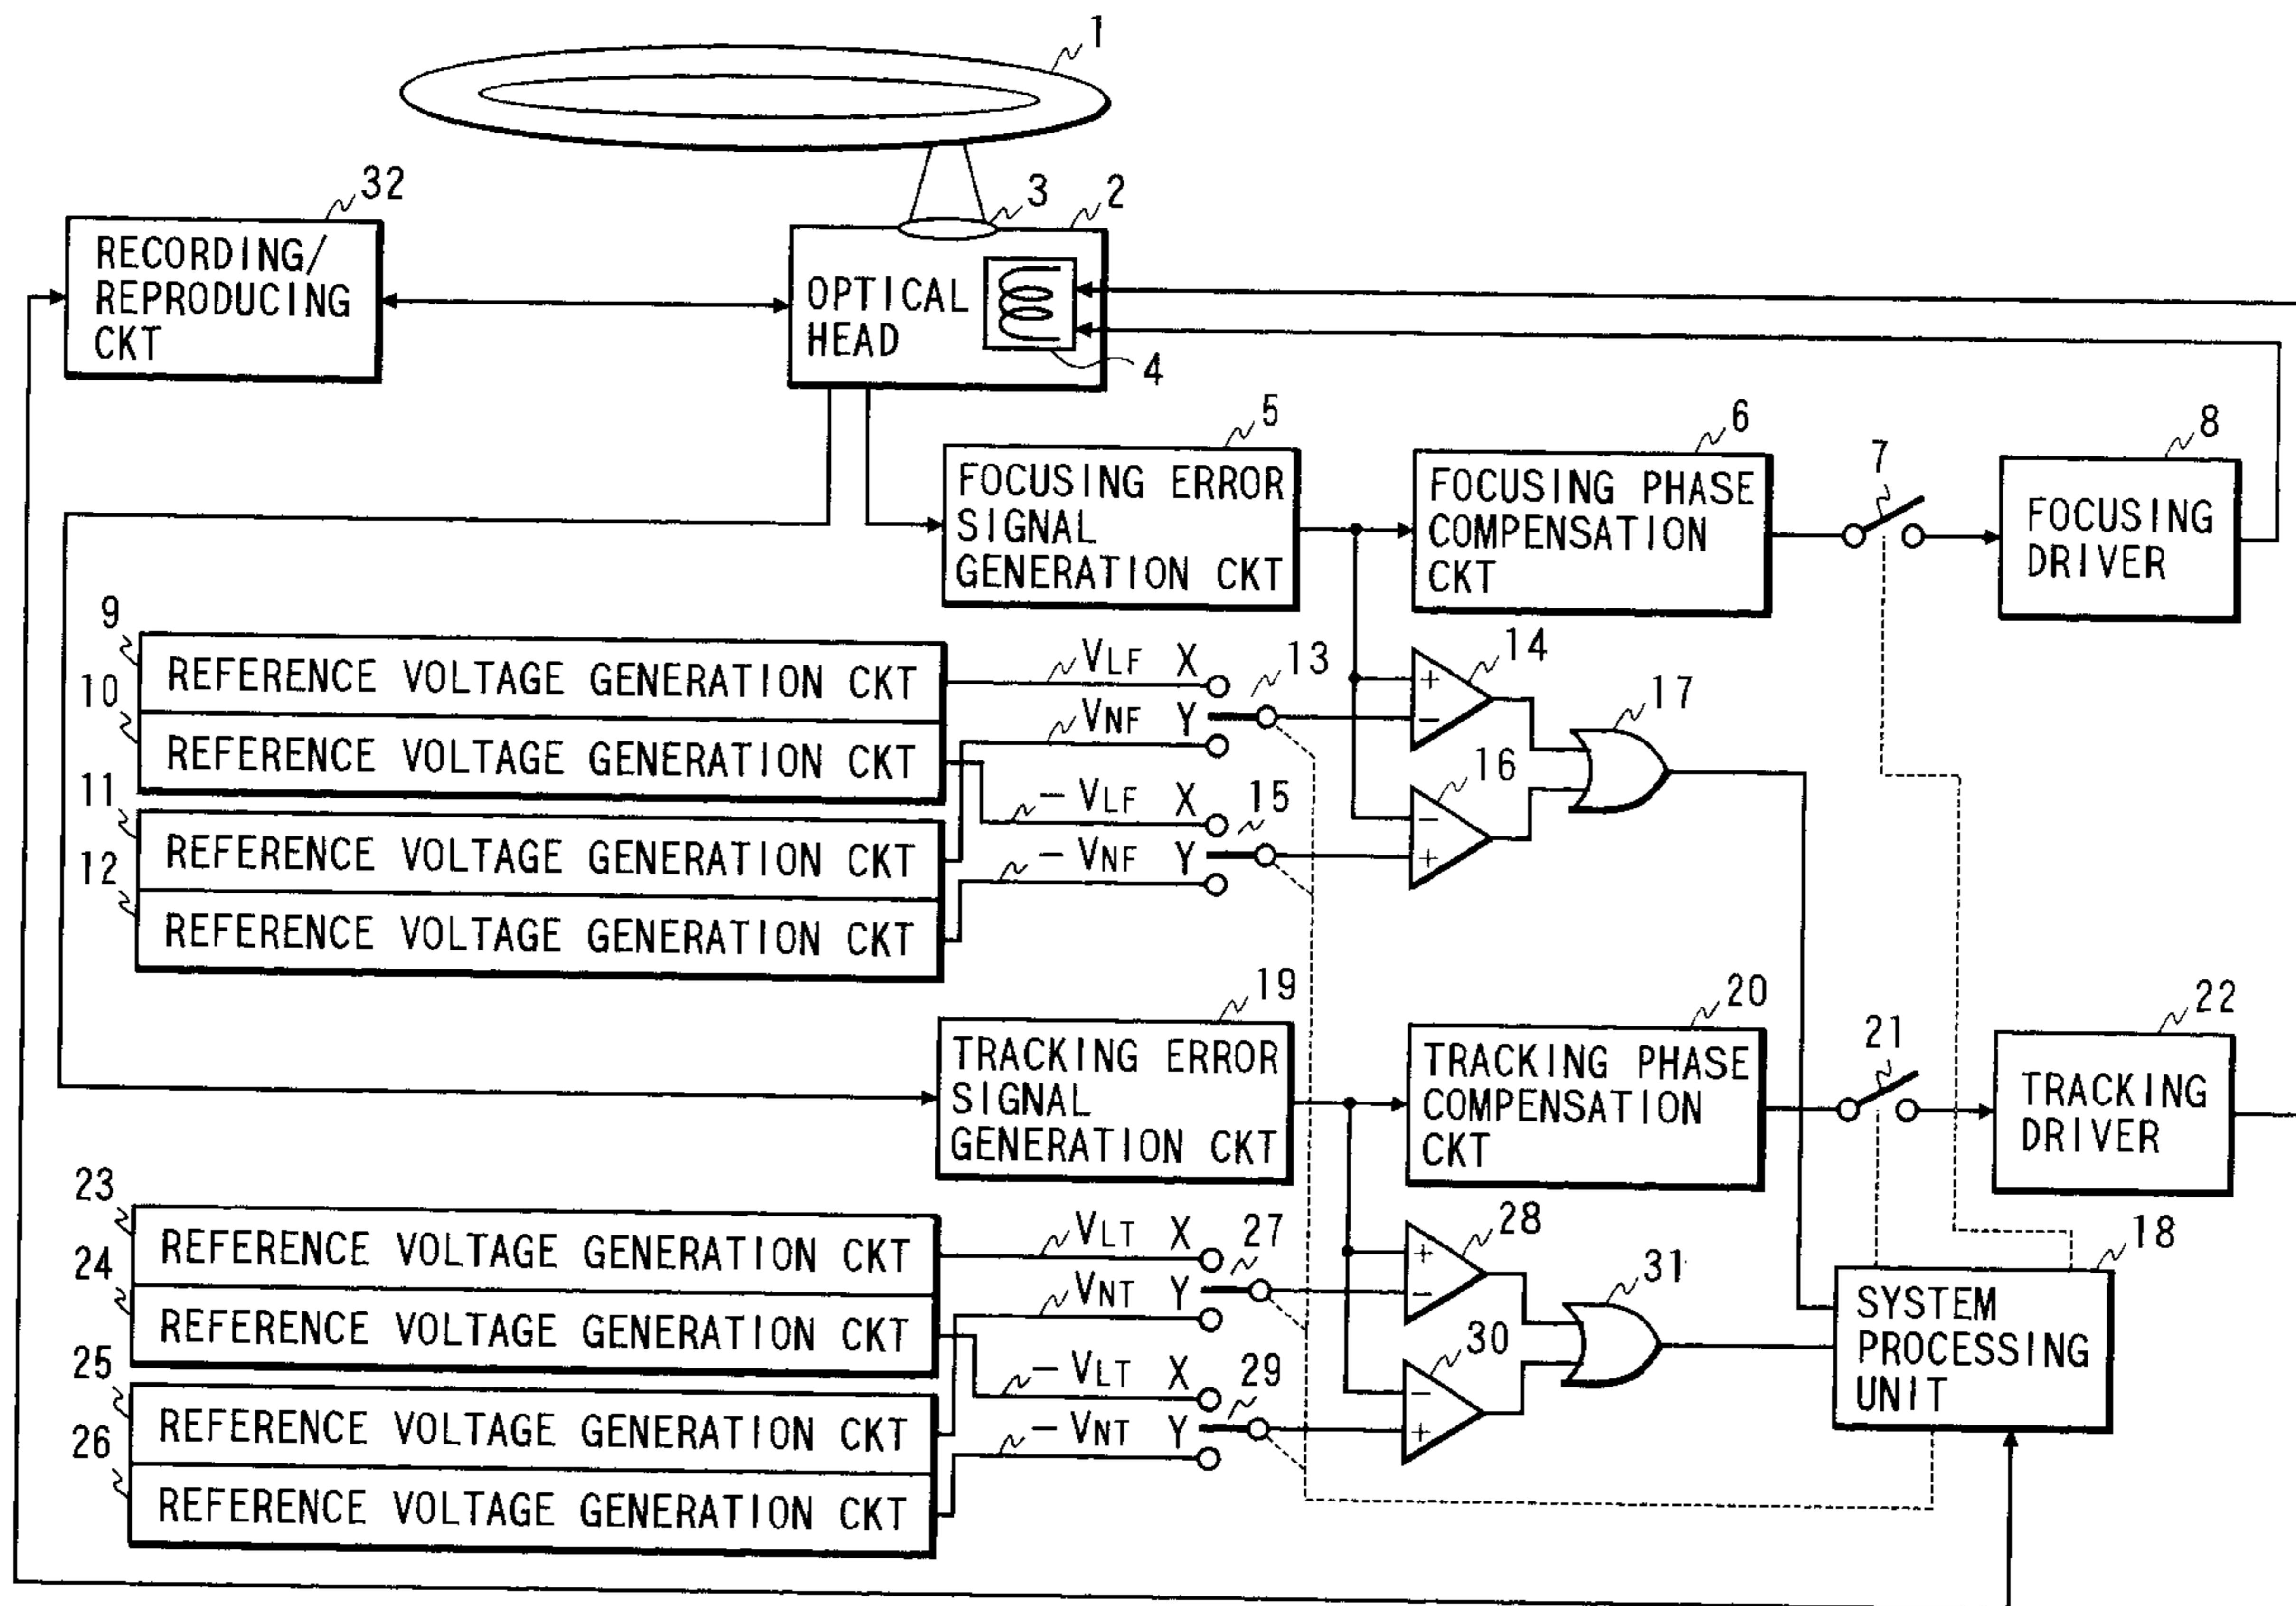 1
32
3
2
RECORDING/
REPRODUCING
CKT
OPTICAL
HEAD
4
5
6
7
8
FOCUSING ERROR
SIGNAL
GENERATION CKT
FOCUSING PHASE
COMPENSATION
CKT
FOCUSING
DRIVER
9
REFERENCE VOLTAGE GENERATION CKT
VLF X
13
14
10
REFERENCE VOLTAGE GENERATION CKT
VNF Y
+
−
17
11
REFERENCE VOLTAGE GENERATION CKT
−VLF X
15
16
12
REFERENCE VOLTAGE GENERATION CKT
−VNF Y
−
+
19
20
21
22
TRACKING ERROR
SIGNAL
GENERATION CKT
TRACKING PHASE
COMPENSATION
CKT
TRACKING
DRIVER
23
REFERENCE VOLTAGE GENERATION CKT
VLT X
27
28
18
24
REFERENCE VOLTAGE GENERATION CKT
VNT Y
+
−
31
SYSTEM
PROCESSING
UNIT
25
REFERENCE VOLTAGE GENERATION CKT
−VLT X
29
30
26
REFERENCE VOLTAGE GENERATION CKT
−VNT Y
−
+